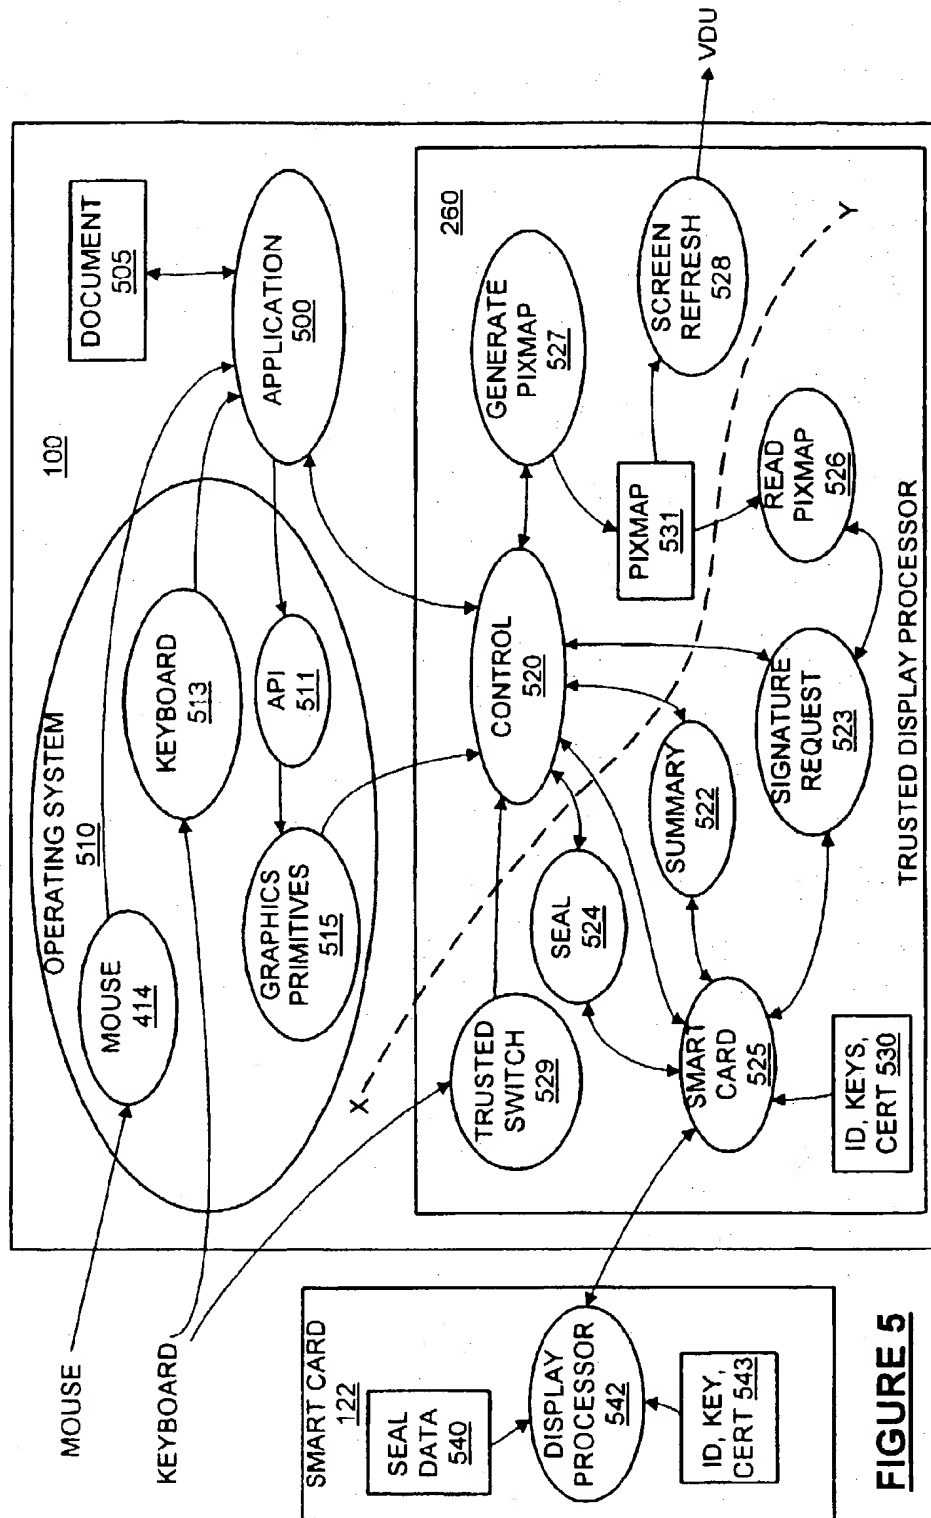 MOUSE
KEYBOARD
OPERATING SYSTEM
510
MOUSE
414
KEYBOARD
513
GRAPHICS
PRIMITIVES
515
API
511
100
DOCUMENT
505
APPLICATION
500
X
Y
TRUSTED
SWITCH
529
CONTROL
520
GENERATE
PIXMAP
527
260
PIXMAP
531
SCREEN
REFRESH
528
VDU
SEAL
524
SUMMARY
522
SMART
CARD
525
SIGNATURE
REQUEST
523
READ
PIXMAP
526
ID, KEYS,
CERT 530
TRUSTED DISPLAY PROCESSOR
SMART CARD
122
SEAL
DATA
540
DISPLAY
PROCESSOR
542
ID, KEY,
CERT 543
FIGURE 5